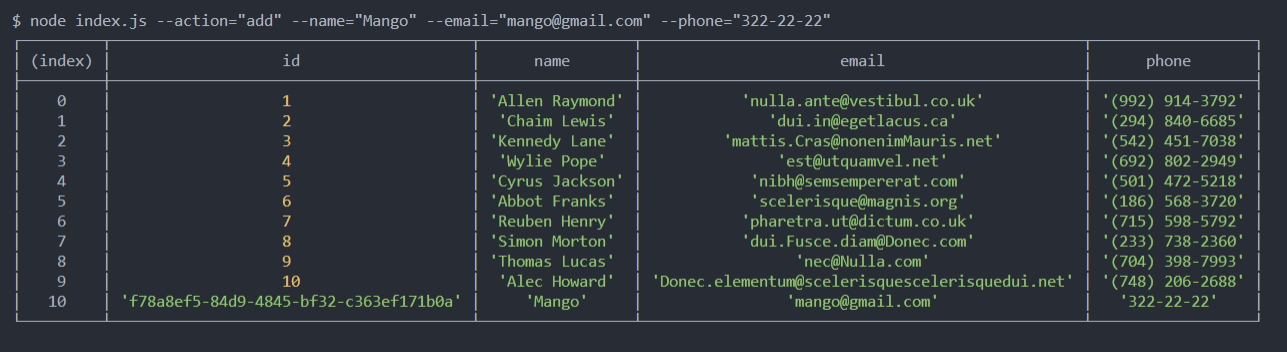 $ node index.js --action="add" --name="Mango" --email="mango@gmail.com" --phone="322-22-22"
(index) id name email phone
0 1 'Allen Raymond' 'nulla.ante@vestibul.co.uk' '(992) 914-3792'
1 2 'Chaim Lewis' 'dui.in@egetlacus.ca' '(294) 840-6685'
2 3 'Kennedy Lane' 'mattis.Cras@nonenimMauris.net' '(542) 451-7038'
3 4 'Wylie Pope' 'est@utquamvel.net' '(692) 802-2949'
4 5 'Cyrus Jackson' 'nibh@semsempererat.com' '(501) 472-5218'
5 6 'Abbot Franks' 'scelerisque@magnis.org' '(186) 568-3720'
6 7 'Reuben Henry' 'pharetra.ut@dictum.co.uk' '(715) 598-5792'
7 8 'Simon Morton' 'dui.Fusce.diam@Donec.com' '(233) 738-2360'
8 9 'Thomas Lucas' 'nec@Nulla.com' '(704) 398-7993'
9 10 'Alec Howard' 'Donec.elementum@scelerisquescelerisquedui.net' '(748) 206-2688'
10 'f78a8ef5-84d9-4845-bf32-c363ef171b0a' 'Mango' 'mango@gmail.com' '322-22-22'